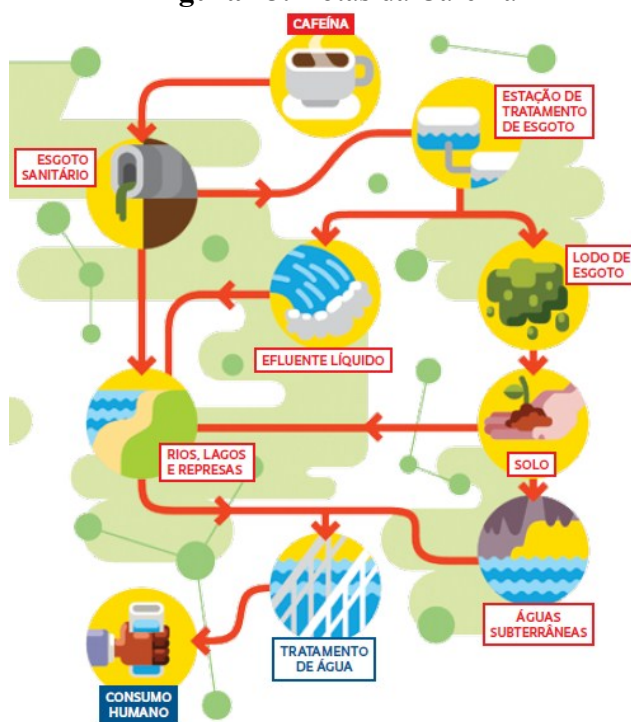 CAFEÍNA
ESTAÇÃO DE
TRATAMENTO
DE ESGOTO
ESGOTO
SANITÁRIO
LODO DE
ESGOTO
EFLUENTE LÍQUIDO
RIOS, LAGOS
E REPRESAS
SOLO
ÁGUAS
SUBTERRÂNEAS
TRATAMENTO
DE ÁGUA
CONSUMO
HUMANO